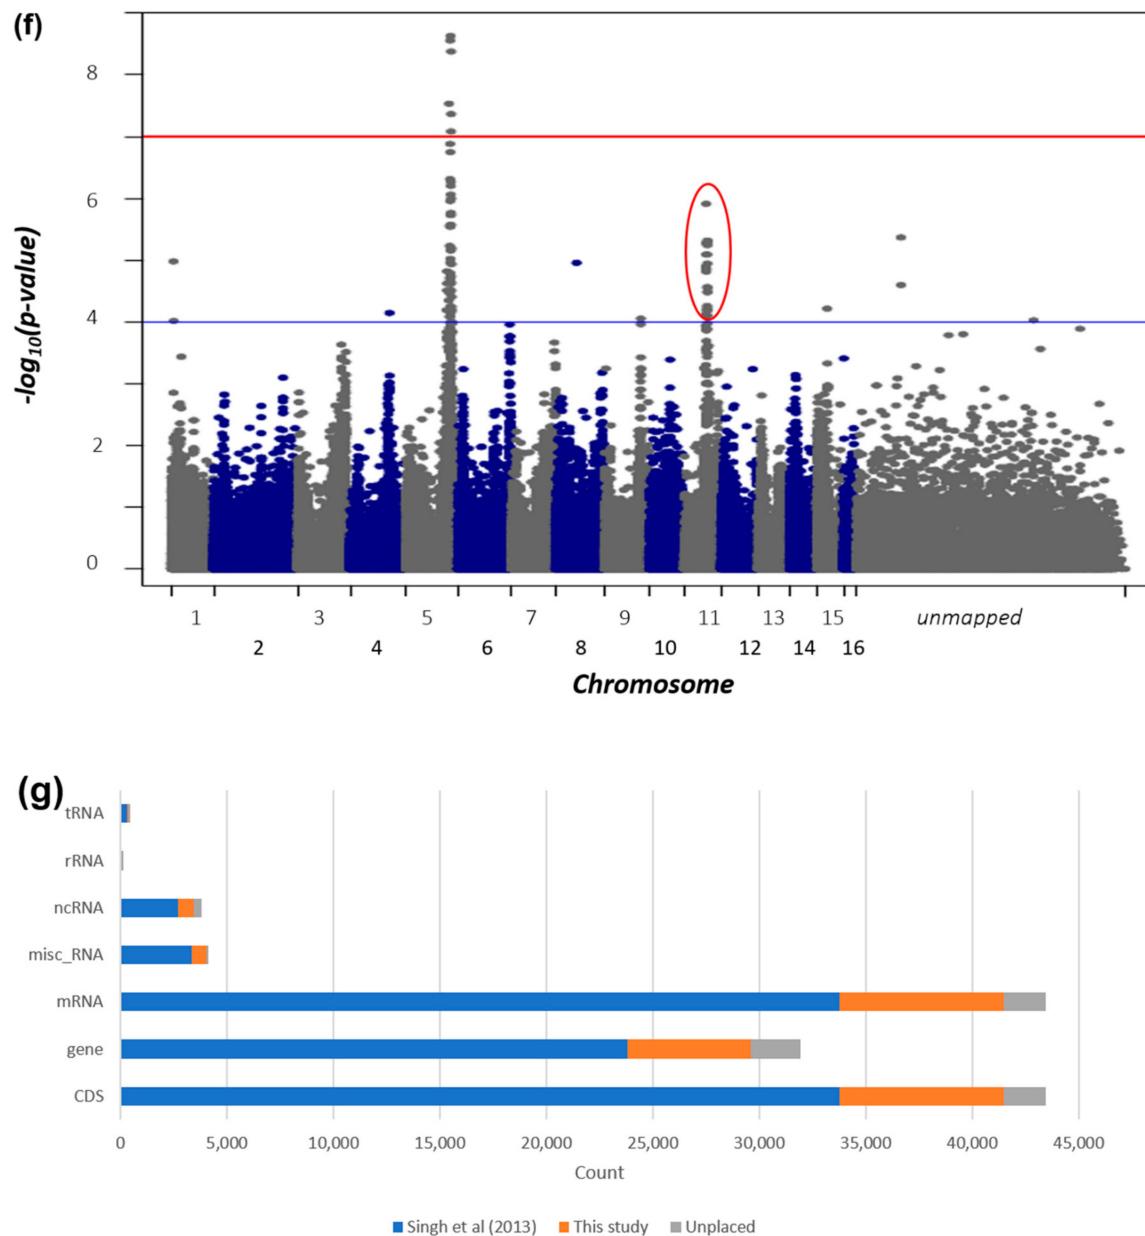 (f)
8
6
4
2
0
-log10(p-value)
1 3 5 7 9 11 13 15 unmapped
2 4 6 8 10 12 14 16
Chromosome
(g)
tRNA
rRNA
ncRNA
misc_RNA
mRNA
gene
CDS
0 5,000 10,000 15,000 20,000 25,000 30,000 35,000 40,000 45,000
Count
Singh et al (2013) This study Unplaced